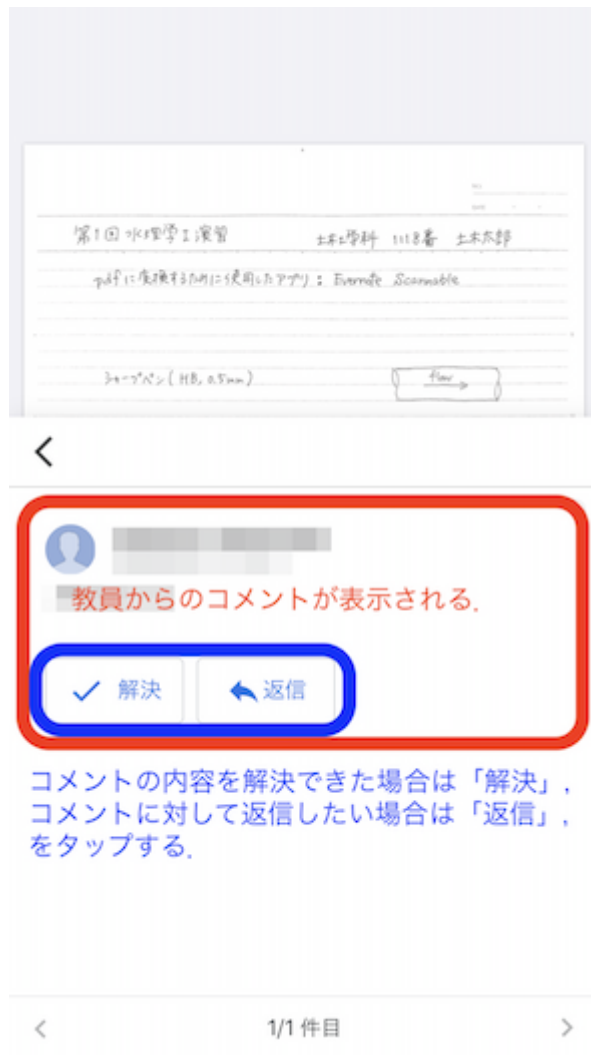 第1回 水理学I演習 土木工学科 1118番 土木太郎
pdfに変換するために使用したアプリ：Evernote Scannable
シャープペン(HB, 0.5mm) flow
教員からのコメントが表示される.
解決 返信
コメントの内容を解決できた場合は「解決」,
コメントに対して返信したい場合は「返信」,
をタップする.
1/1 件目